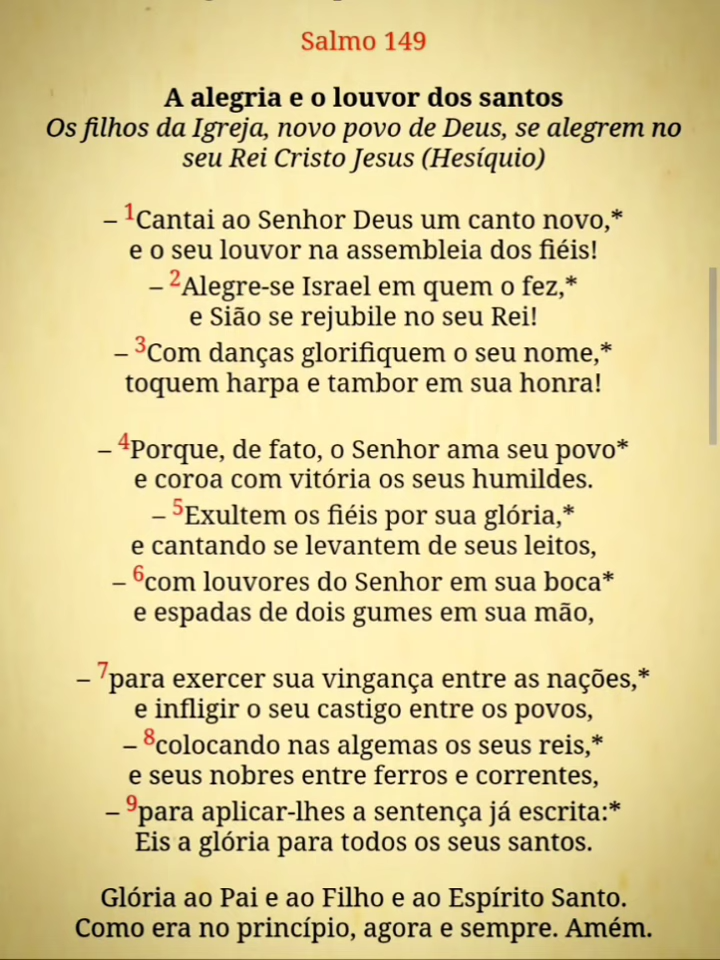 Salmo 149
A alegria e o louvor dos santos
Os filhos da Igreja, novo povo de Deus, se alegrem no
seu Rei Cristo Jesus (Hesíquio)
– ¹Cantai ao Senhor Deus um canto novo,*
e o seu louvor na assembleia dos fiéis!
– ²Alegre-se Israel em quem o fez,*
e Sião se rejubile no seu Rei!
– ³Com danças glorifiquem o seu nome,*
toquem harpa e tambor em sua honra!
– ⁴Porque, de fato, o Senhor ama seu povo*
e coroa com vitória os seus humildes.
– ⁵Exultem os fiéis por sua glória,*
e cantando se levantem de seus leitos,
– ⁶com louvores do Senhor em sua boca*
e espadas de dois gumes em sua mão,
– ⁷para exercer sua vingança entre as nações,*
e infligir o seu castigo entre os povos,
– ⁸colocando nas algemas os seus reis,*
e seus nobres entre ferros e correntes,
– ⁹para aplicar-lhes a sentença já escrita:*
Eis a glória para todos os seus santos.
Glória ao Pai e ao Filho e ao Espírito Santo.
Como era no princípio, agora e sempre. Amém.